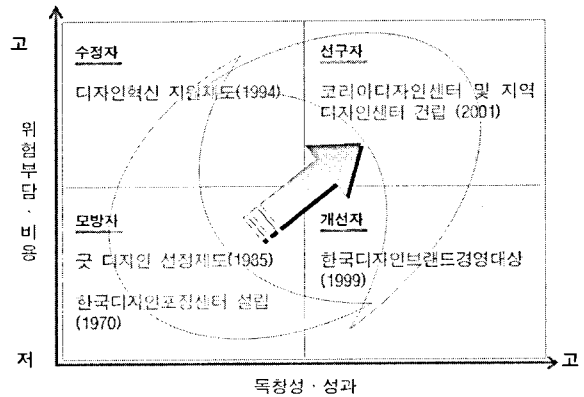 고
수정자
디자인혁신 지원제도(1994)
선구자
코리아디자인센터 및 지역
디자인센터 건립 (2001)
위험부담 · 비용
모방자
굿 디자인 선정제도(1985)
한국디자인포장센터 설립
(1970)
개선자
한국디자인브랜드경영대상
(1999)
저
고
독창성 · 성과